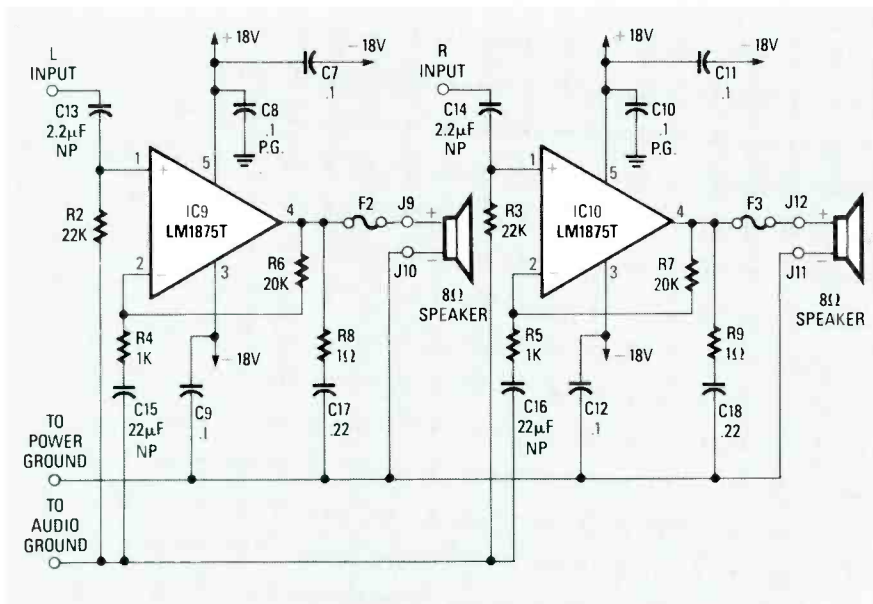 L
INPUT
+18V
−18V
C7
.1
C13
2.2µF
NP
C8
.1
P.G.
1
5
+
IC9
LM1875T
4
F2
J9
+
R2
22K
2
−
3
R6
20K
J10
−
8Ω
SPEAKER
R4
1K
−18V
R8
1Ω
C15
22µF
NP
C9
.1
C17
.22
R
INPUT
+18V
−18V
C11
.1
C14
2.2µF
NP
C10
.1
P.G.
1
5
+
IC10
LM1875T
4
F3
J12
+
R3
22K
2
−
3
R7
20K
J11
−
8Ω
SPEAKER
R5
1K
−18V
R9
1Ω
C16
22µF
NP
C12
.1
C18
.22
TO
POWER
GROUND
TO
AUDIO
GROUND